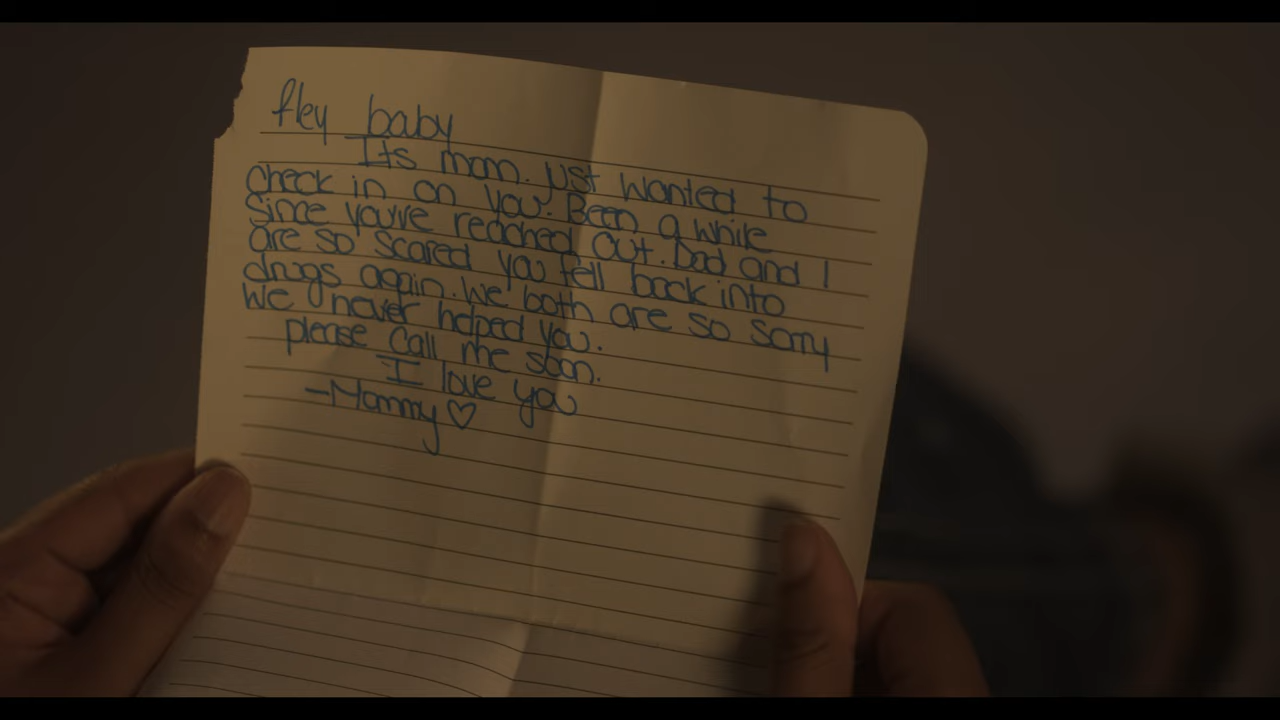 Hey baby
Its mom. Just wanted to
check in on you. Been a while
since you've reached out. Dad and I
are so scared you fell back into
drugs again. We both are so sorry
we never helped you.
please call me soon.
I love you
-Mommy♡